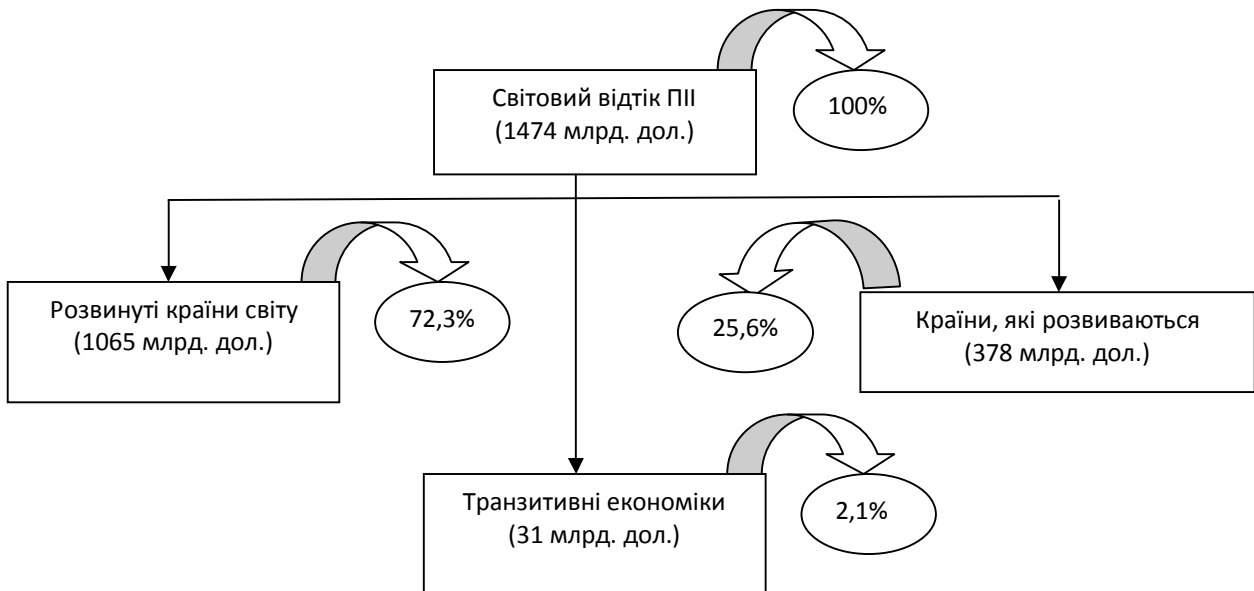 Світовий відтік ПІІ
(1474 млрд. дол.)
100%
Розвинуті країни світу
(1065 млрд. дол.)
72,3%
25,6%
Країни, які розвиваються
(378 млрд. дол.)
Транзитивні економіки
(31 млрд. дол.)
2,1%